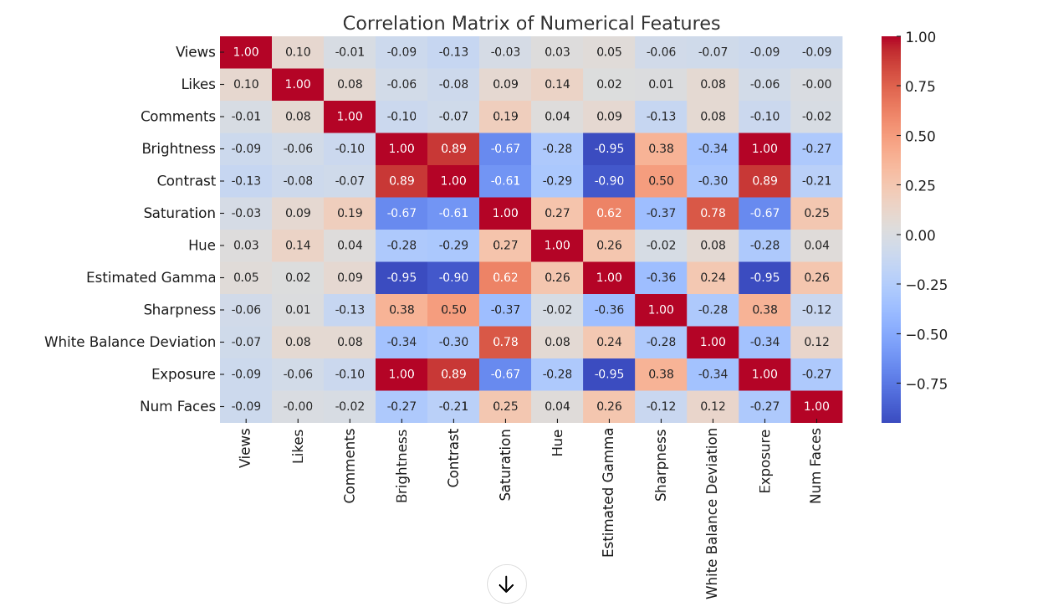 Correlation Matrix of Numerical Features
Views 1.00 0.10 -0.01 -0.09 -0.13 -0.03 0.03 0.05 -0.06 -0.07 -0.09 -0.09
Likes 0.10 1.00 0.08 -0.06 -0.08 0.09 0.14 0.02 0.01 0.08 -0.06 -0.00
Comments -0.01 0.08 1.00 -0.10 -0.07 0.19 0.04 0.09 -0.13 0.08 -0.10 -0.02
Brightness -0.09 -0.06 -0.10 1.00 0.89 -0.67 -0.28 -0.95 0.38 -0.34 1.00 -0.27
Contrast -0.13 -0.08 -0.07 0.89 1.00 -0.61 -0.29 -0.90 0.50 -0.30 0.89 -0.21
Saturation -0.03 0.09 0.19 -0.67 -0.61 1.00 0.27 0.62 -0.37 0.78 -0.67 0.25
Hue 0.03 0.14 0.04 -0.28 -0.29 0.27 1.00 0.26 -0.02 0.08 -0.28 0.04
Estimated Gamma 0.05 0.02 0.09 -0.95 -0.90 0.62 0.26 1.00 -0.36 0.24 -0.95 0.26
Sharpness -0.06 0.01 -0.13 0.38 0.50 -0.37 -0.02 -0.36 1.00 -0.28 0.38 -0.12
White Balance Deviation -0.07 0.08 0.08 -0.34 -0.30 0.78 0.08 0.24 -0.28 1.00 -0.34 0.12
Exposure -0.09 -0.06 -0.10 1.00 0.89 -0.67 -0.28 -0.95 0.38 -0.34 1.00 -0.27
Num Faces -0.09 -0.00 -0.02 -0.27 -0.21 0.25 0.04 0.26 -0.12 0.12 -0.27 1.00
Views
Likes
Comments
Brightness
Contrast
Saturation
Hue
Estimated Gamma
Sharpness
White Balance Deviation
Exposure
Num Faces
1.00
0.75
0.50
0.25
0.00
−0.25
−0.50
−0.75